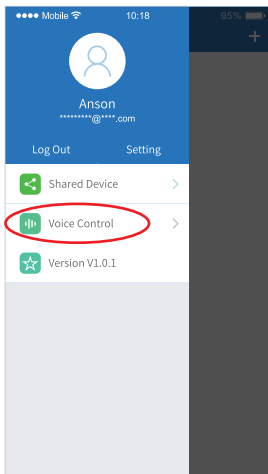 Mobile 10:18 95%
Anson
*********@****.com
Log Out Setting
Shared Device
Voice Control
Version V1.0.1